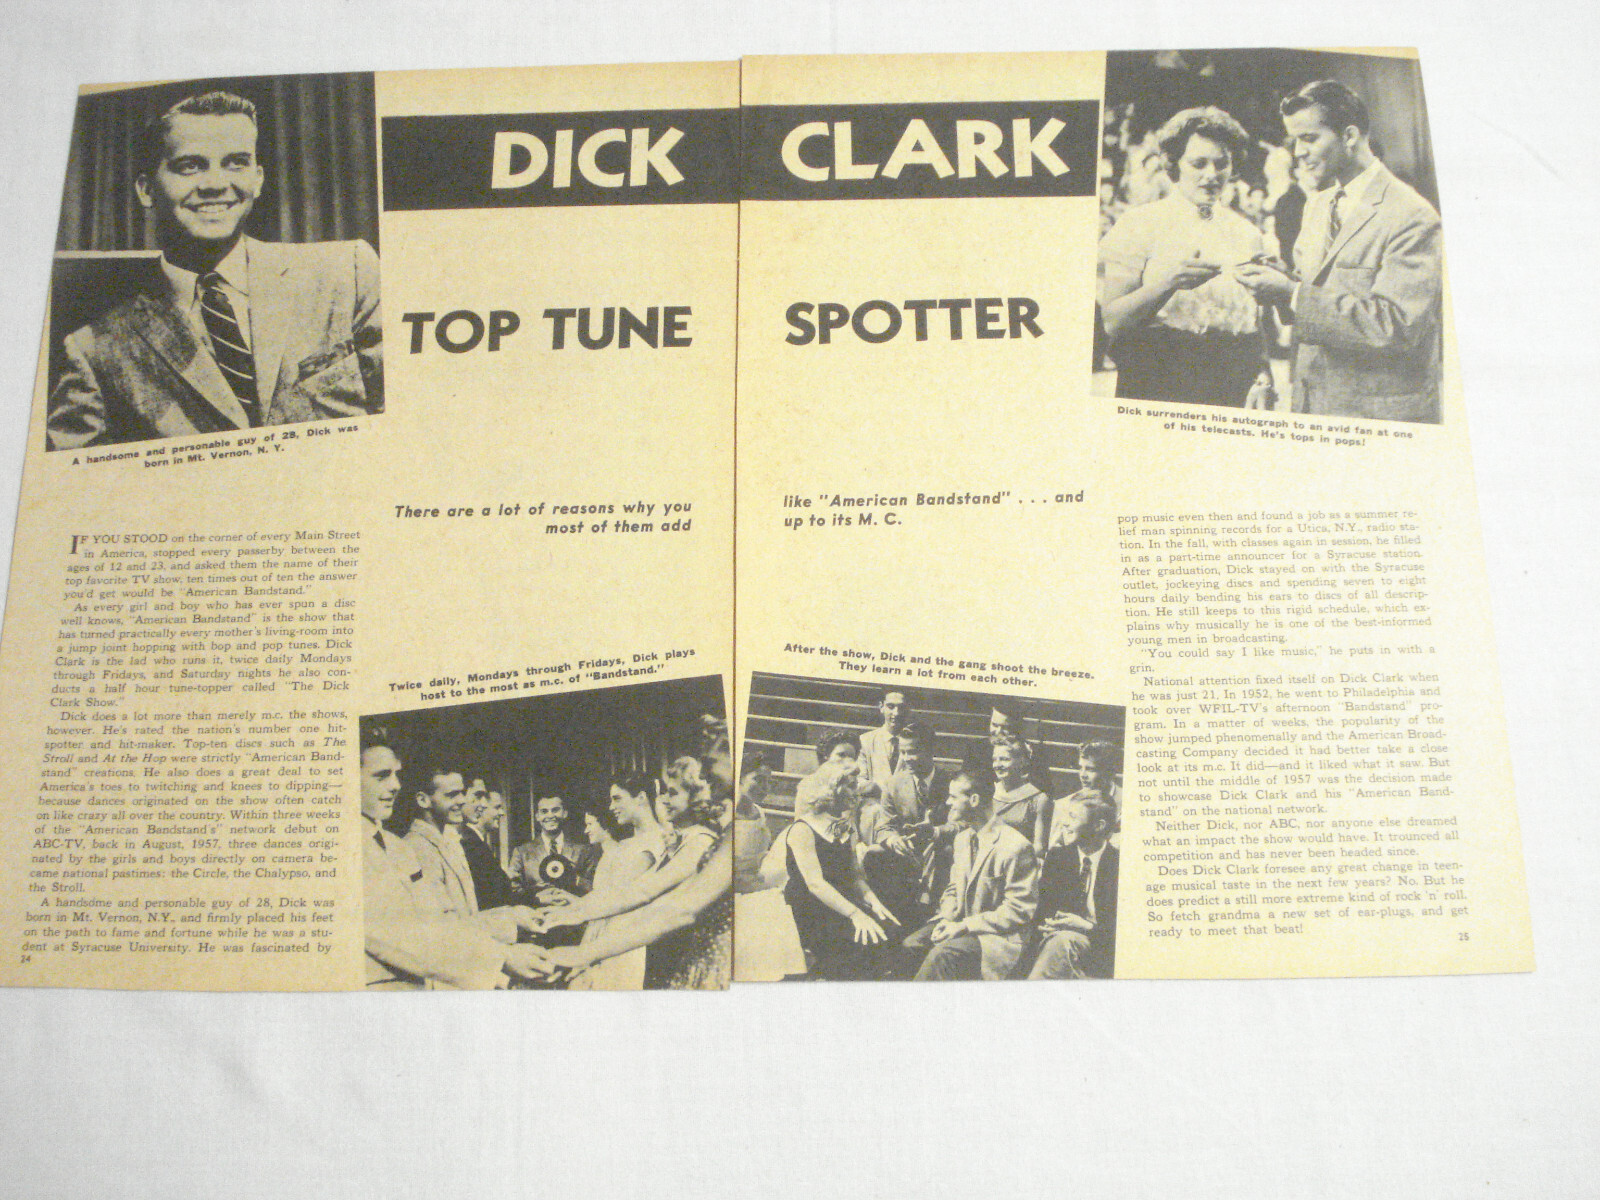 DICK CLARK
TOP TUNE SPOTTER
A handsome and personable guy of 28, Dick was
born in Mt. Vernon, N. Y.
There are a lot of reasons why you
most of them add
like "American Bandstand" . . . and
up to its M. C.
Dick surrenders his autograph to an avid fan at one
of his telecasts. He's tops in pops!
IF YOU STOOD on the corner of every Main Street
in America, stopped every passerby between the
ages of 12 and 23, and asked them the name of their
top favorite TV show, ten times out of ten the answer
you'd get would be "American Bandstand."
As every girl and boy who has ever spun a disc
well knows, "American Bandstand" is the show that
has turned practically every mother's living-room into
a jump joint hopping with bop and pop tunes. Dick
Clark is the lad who runs it, twice daily Mondays
through Fridays, and Saturday nights he also con-
ducts a half hour tune-topper called "The Dick
Clark Show."
Dick does a lot more than merely m.c. the shows,
however. He's rated the nation's number one hit-
spotter and hit-maker. Top-ten discs such as The
Stroll and At the Hop were strictly "American Band-
stand" creations. He also does a great deal to set
America's toes to twitching and knees to dipping—
because dances originated on the show often catch
on like crazy all over the country. Within three weeks
of the "American Bandstand's" network debut on
ABC-TV, back in August, 1957, three dances origi-
nated by the girls and boys directly on camera be-
came national pastimes: the Circle, the Chalypso, and
the Stroll.
A handsome and personable guy of 28, Dick was
born in Mt. Vernon, N.Y., and firmly placed his feet
on the path to fame and fortune while he was a stu-
dent at Syracuse University. He was fascinated by
24
Twice daily, Mondays through Fridays, Dick plays
host to the most as m.c. of "Bandstand."
After the show, Dick and the gang shoot the breeze.
They learn a lot from each other.
pop music even then and found a job as a summer re-
lief man spinning records for a Utica, N.Y., radio sta-
tion. In the fall, with classes again in session, he filled
in as a part-time announcer for a Syracuse station.
After graduation, Dick stayed on with the Syracuse
outlet, jockeying discs and spending seven to eight
hours daily bending his ears to discs of all descrip-
tion. He still keeps to this rigid schedule, which ex-
plains why musically he is one of the best-informed
young men in broadcasting.
"You could say I like music," he puts in with a
grin.
National attention fixed itself on Dick Clark when
he was just 21. In 1952, he went to Philadelphia and
took over WFIL-TV's afternoon "Bandstand" pro-
gram. In a matter of weeks, the popularity of the
show jumped phenomenally and the American Broad-
casting Company decided it had better take a close
look at its m.c. It did—and it liked what it saw. But
not until the middle of 1957 was the decision made
to showcase Dick Clark and his "American Band-
stand" on the national network.
Neither Dick, nor ABC, nor anyone else dreamed
what an impact the show would have. It trounced all
competition and has never been headed since.
Does Dick Clark foresee any great change in teen-
age musical taste in the next few years? No. But he
does predict a still more extreme kind of rock 'n' roll.
So fetch grandma a new set of ear-plugs, and get
ready to meet that beat!
25